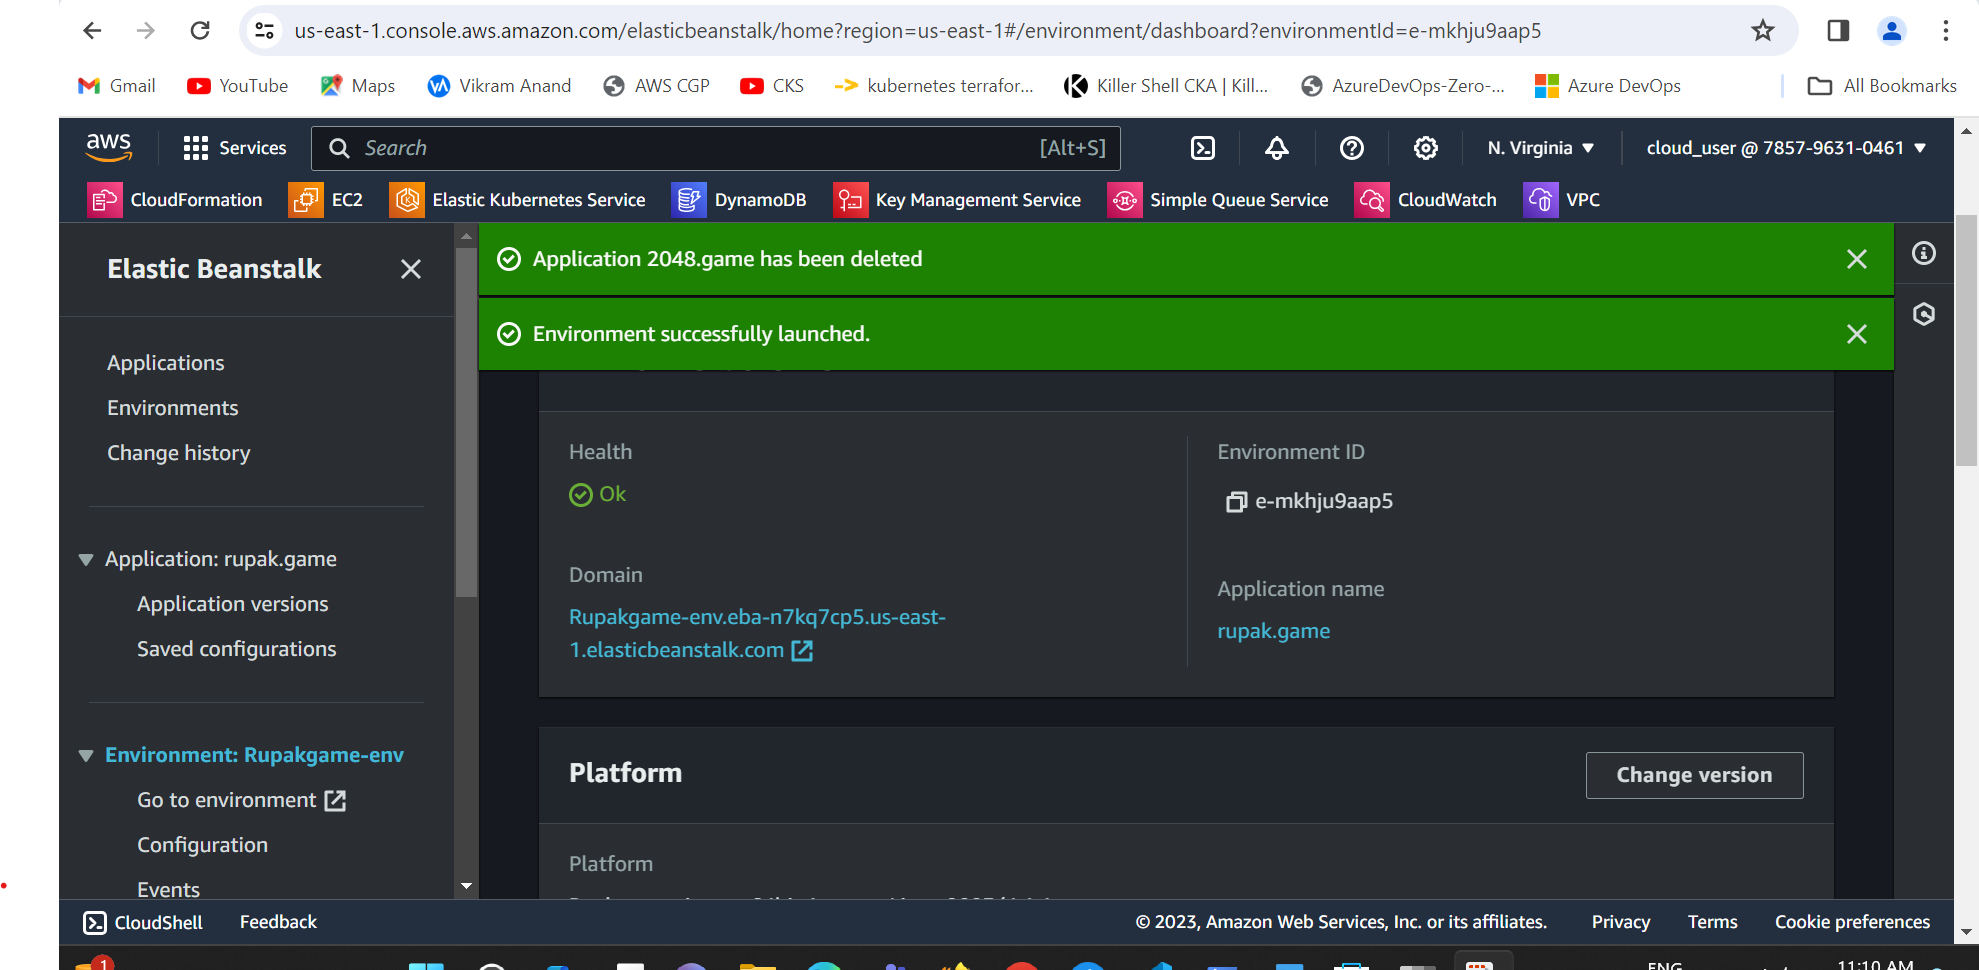 us-east-1.console.aws.amazon.com/elasticbeanstalk/home?region=us-east-1#/environment/dashboard?environmentId=e-mkhju9aap5
Gmail YouTube Maps Vikram Anand AWS CGP CKS kubernetes terrafor... Killer Shell CKA | Kill... AzureDevOps-Zero-... Azure DevOps All Bookmarks
aws Services Search [Alt+S] N. Virginia cloud_user @ 7857-9631-0461
CloudFormation EC2 Elastic Kubernetes Service DynamoDB Key Management Service Simple Queue Service CloudWatch VPC
Elastic Beanstalk
Applications
Environments
Change history
Application: rupak.game
Application versions
Saved configurations
Environment: Rupakgame-env
Go to environment
Configuration
Events
Application 2048.game has been deleted
Environment successfully launched.
Health
Ok
Domain
Rupakgame-env.eba-n7kq7cp5.us-east-
1.elasticbeanstalk.com
Environment ID
e-mkhju9aap5
Application name
rupak.game
Platform
Change version
Platform
CloudShell Feedback © 2023, Amazon Web Services, Inc. or its affiliates. Privacy Terms Cookie preferences
1
ENG
11:10 AM